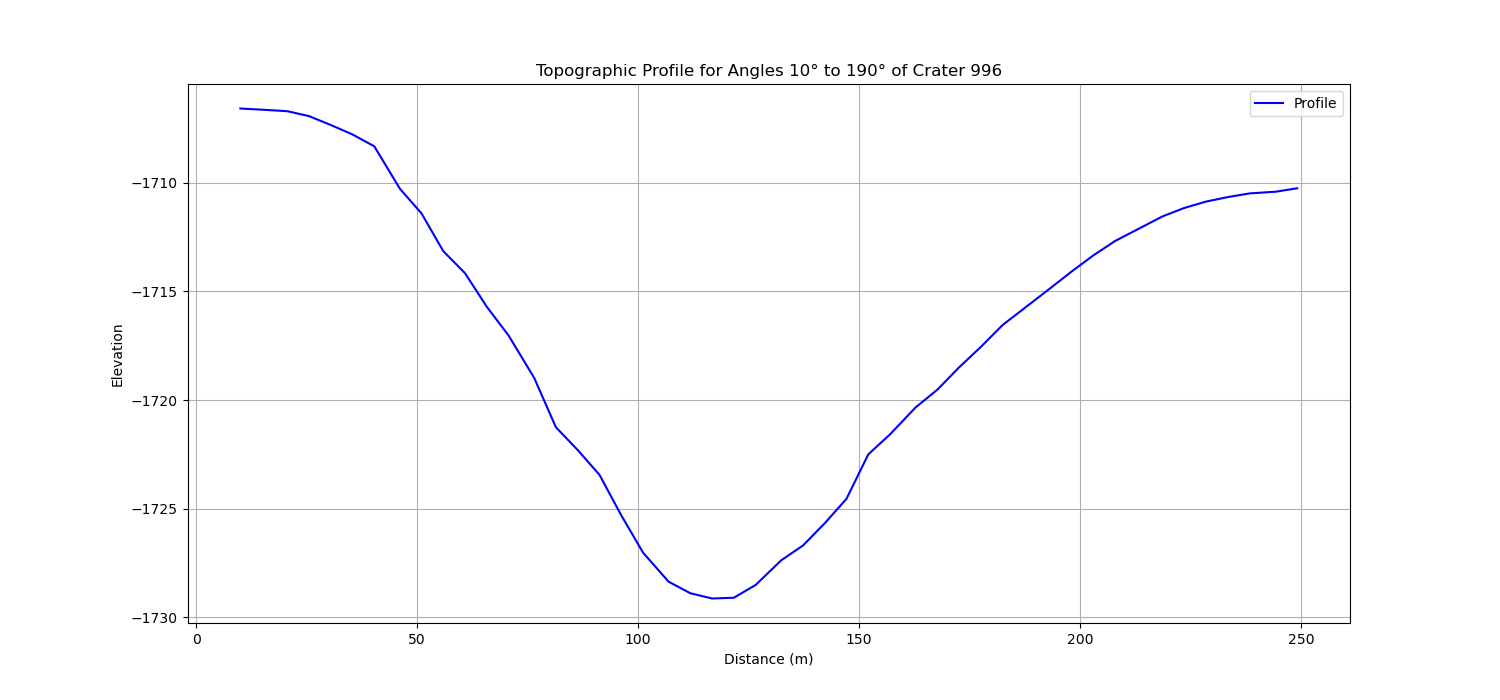 Topographic Profile for Angles 10° to 190° of Crater 996
Profile
−1710
−1715
−1720
−1725
−1730
Elevation
0
50
100
150
200
250
Distance (m)